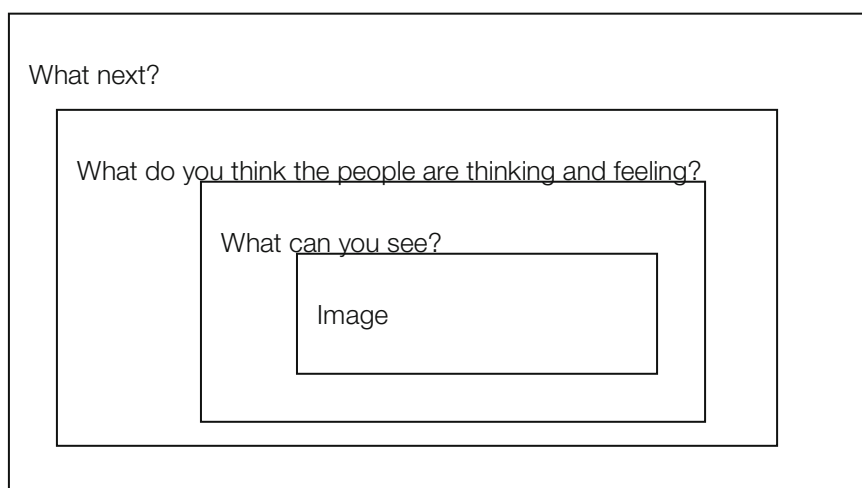 What next?
What do you think the people are thinking and feeling?
What can you see?
Image